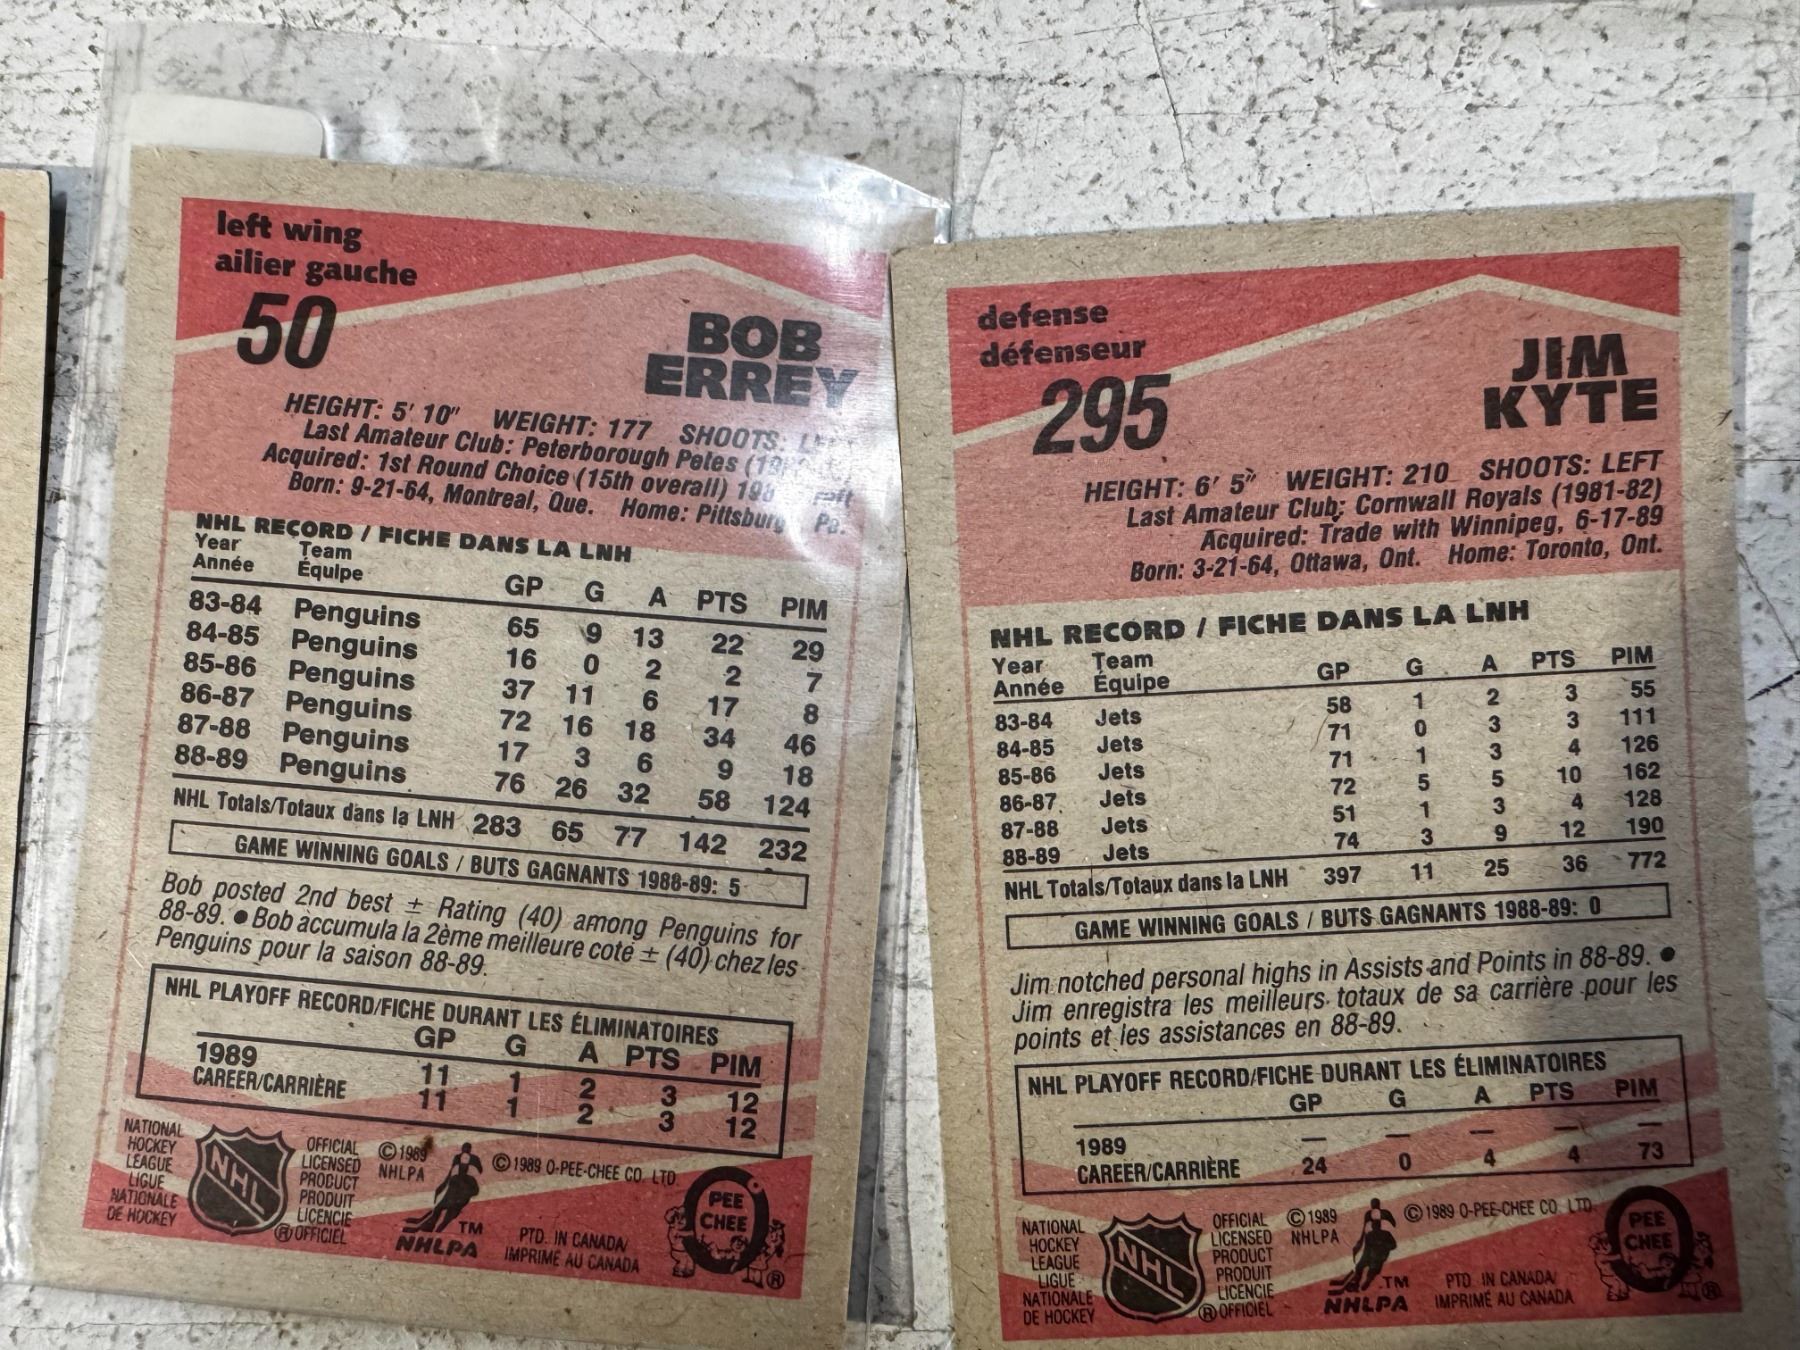 left wing
ailier gauche
50
BOB
ERREY
HEIGHT: 5' 10" WEIGHT: 177 SHOOTS:
Last Amateur Club: Peterborough Petes
Acquired: 1st Round Choice (15th overall)
Born: 9-21-64, Montreal, Que. Home: Pittsburg Pa.
NHL RECORD / FICHE DANS LA LNH
Year Team
Année Équipe GP G A PTS PIM
83-84 Penguins 65 9 13 22 29
84-85 Penguins 16 0 2 2 7
85-86 Penguins 37 11 6 17 8
86-87 Penguins 72 16 18 34 46
87-88 Penguins 17 3 6 9 18
88-89 Penguins 76 26 32 58 124
NHL Totals/Totaux dans la LNH 283 65 77 142 232
GAME WINNING GOALS / BUTS GAGNANTS 1988-89: 5
Bob posted 2nd best ± Rating (40) among Penguins for
88-89. ● Bob accumula la 2ème meilleure coté ± (40) chez les
Penguins pour la saison 88-89.
NHL PLAYOFF RECORD/FICHE DURANT LES ÉLIMINATOIRES
GP G A PTS PIM
1989 11 1 2 3 12
CAREER/CARRIÈRE 11 1 2 3 12
NATIONAL
HOCKEY
LEAGUE
LIGUE
NATIONALE
DE HOCKEY
NHL
OFFICIAL
LICENSED
PRODUCT
PRODUIT
LICENCIE
® OFFICIEL
© 1989
NHLPA
TM
NHLPA
© 1989 O-PEE-CHEE CO. LTD.
PTD. IN CANADA/
IMPRIMÉ AU CANADA
PEE
CHEE
®
defense
défenseur
295
JIM
KYTE
HEIGHT: 6' 5" WEIGHT: 210 SHOOTS: LEFT
Last Amateur Club: Cornwall Royals (1981-82)
Acquired: Trade with Winnipeg, 6-17-89
Born: 3-21-64, Ottawa, Ont. Home: Toronto, Ont.
NHL RECORD / FICHE DANS LA LNH
Year Team
Année Équipe GP G A PTS PIM
83-84 Jets 58 1 2 3 55
84-85 Jets 71 0 3 3 111
85-86 Jets 71 1 3 4 126
86-87 Jets 72 5 5 10 162
87-88 Jets 51 1 3 4 128
88-89 Jets 74 3 9 12 190
NHL Totals/Totaux dans la LNH 397 11 25 36 772
GAME WINNING GOALS / BUTS GAGNANTS 1988-89: 0
Jim notched personal highs in Assists and Points in 88-89. ●
Jim enregistra les meilleurs totaux de sa carrière pour les
points et les assistances en 88-89.
NHL PLAYOFF RECORD/FICHE DURANT LES ÉLIMINATOIRES
GP G A PTS PIM
1989 — — — — —
CAREER/CARRIÈRE 24 0 4 4 73
NATIONAL
HOCKEY
LEAGUE
LIGUE
NATIONALE
DE HOCKEY
NHL
OFFICIAL
LICENSED
PRODUCT
PRODUIT
LICENCIE
® OFFICIEL
© 1989
NHLPA
TM
NHLPA
© 1989 O-PEE-CHEE CO. LTD.
PTD. IN CANADA/
IMPRIMÉ AU CANADA
PEE
CHEE
®